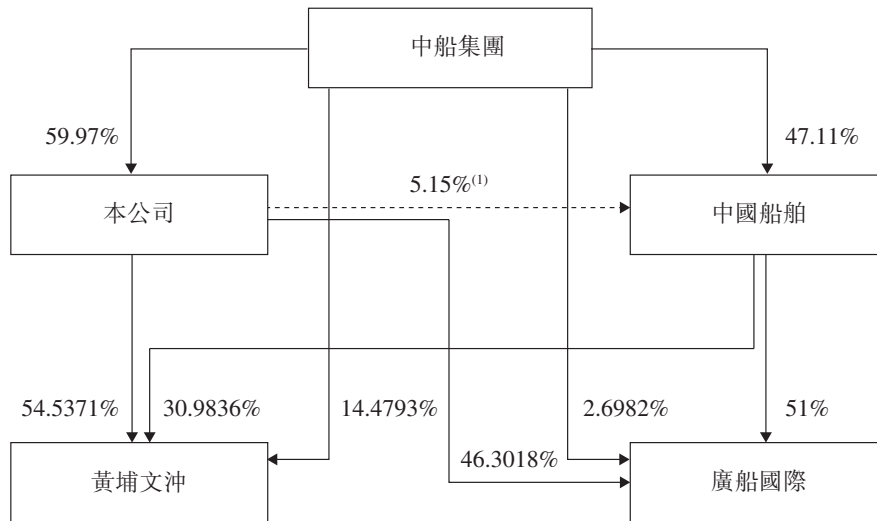 中船集團
59.97%
47.11%
5.15%(1)
本公司
中國船舶
54.5371%
30.9836%
14.4793%
2.6982%
51%
46.3018%
黃埔文沖
廣船國際